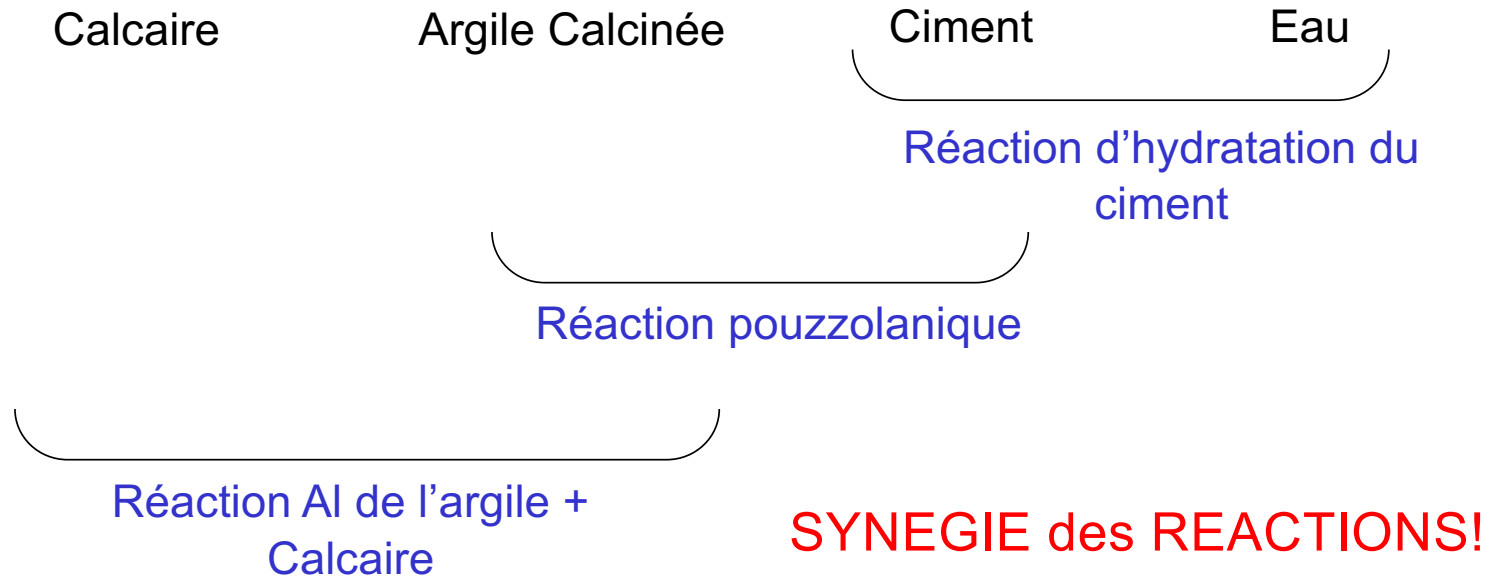 Calcaire Argile Calcinée Ciment Eau
Réaction d’hydratation du
ciment
Réaction pouzzolanique
Réaction Al de l’argile +
Calcaire
SYNEGIE des REACTIONS!